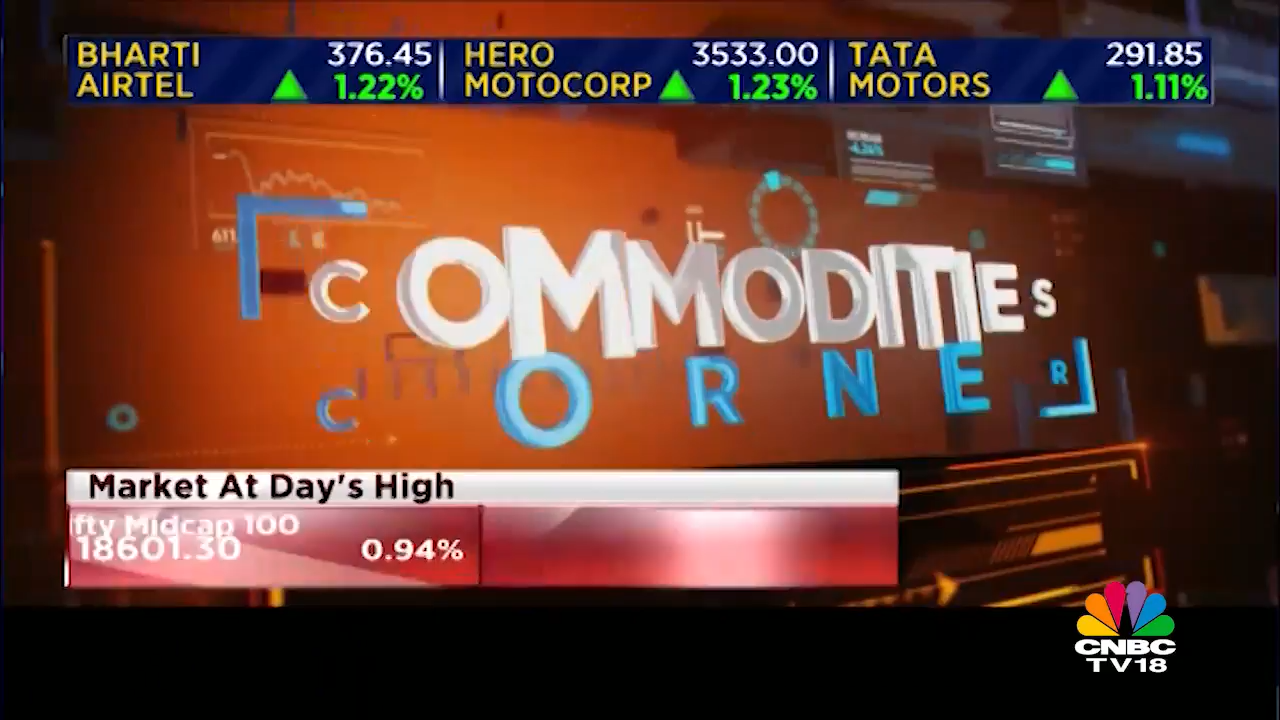 BHARTI 376.45
AIRTEL 1.22%
HERO 3533.00
MOTOCORP 1.23%
TATA 291.85
MOTORS 1.11%
COMMODITIES
CORNER
Market At Day's High
fty Midcap 100
18601.30 0.94%
CNBC
TV18